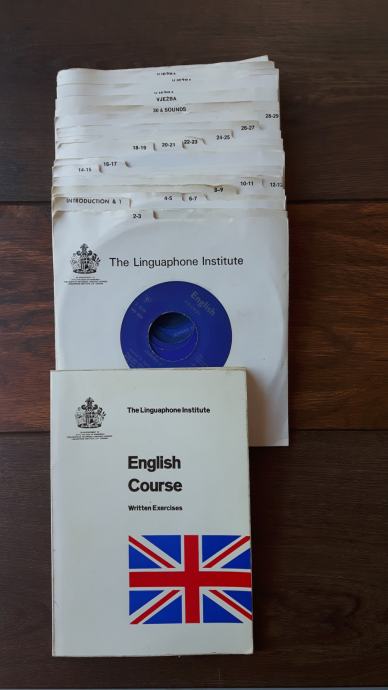 VJEŽBA
30 & SOUNDS
28-29
26-27
24-25
22-23
20-21
18-19
16-17
14-15
12-13
10-11
8-9
6-7
4-5
INTRODUCTION & 1
2-3
The Linguaphone Institute
English
The Linguaphone Institute
English
Course
Written Exercises